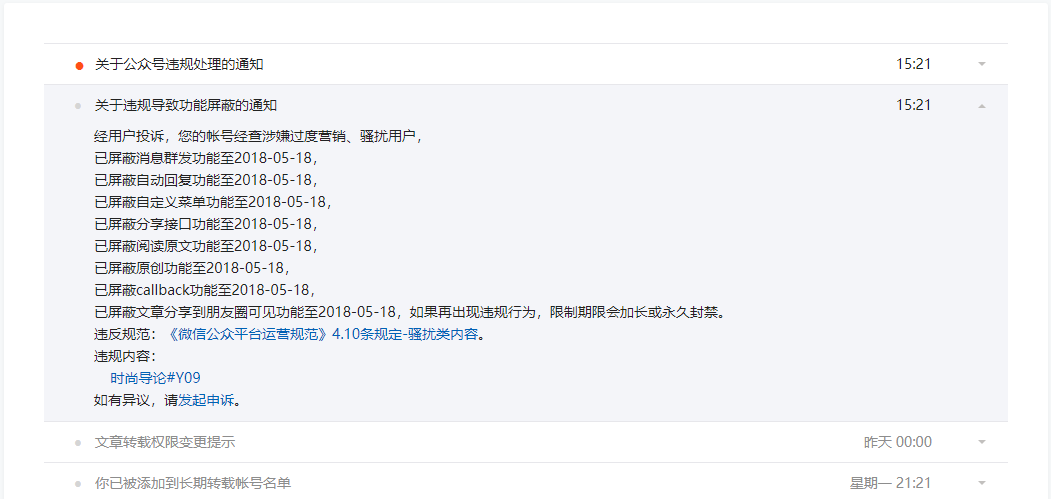 关于公众号违规处理的通知 15:21
关于违规导致功能屏蔽的通知 15:21
经用户投诉，您的帐号经查涉嫌过度营销、骚扰用户，
已屏蔽消息群发功能至2018-05-18，
已屏蔽自动回复功能至2018-05-18，
已屏蔽自定义菜单功能至2018-05-18，
已屏蔽分享接口功能至2018-05-18，
已屏蔽阅读原文功能至2018-05-18，
已屏蔽原创功能至2018-05-18，
已屏蔽callback功能至2018-05-18，
已屏蔽文章分享到朋友圈可见功能至2018-05-18，如果再出现违规行为，限制期限会加长或永久封禁。
违反规范：《微信公众平台运营规范》4.10条规定-骚扰类内容。
违规内容：
时尚导论#Y09
如有异议，请发起申诉。
文章转载权限变更提示 昨天 00:00
你已被添加到长期转载帐号名单 星期一 21:21